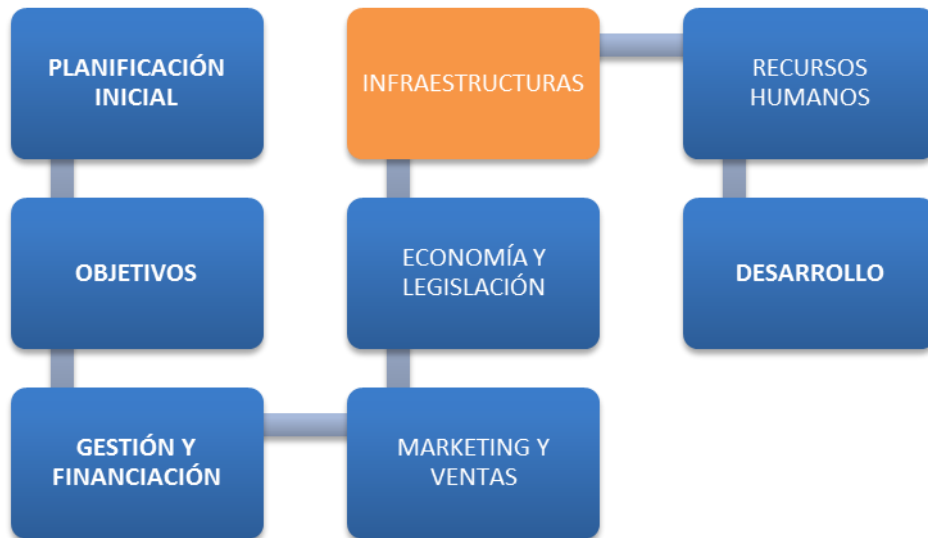 PLANIFICACIÓN
INICIAL
OBJETIVOS
GESTIÓN Y
FINANCIACIÓN
MARKETING Y
VENTAS
ECONOMÍA Y
LEGISLACIÓN
INFRAESTRUCTURAS
RECURSOS
HUMANOS
DESARROLLO